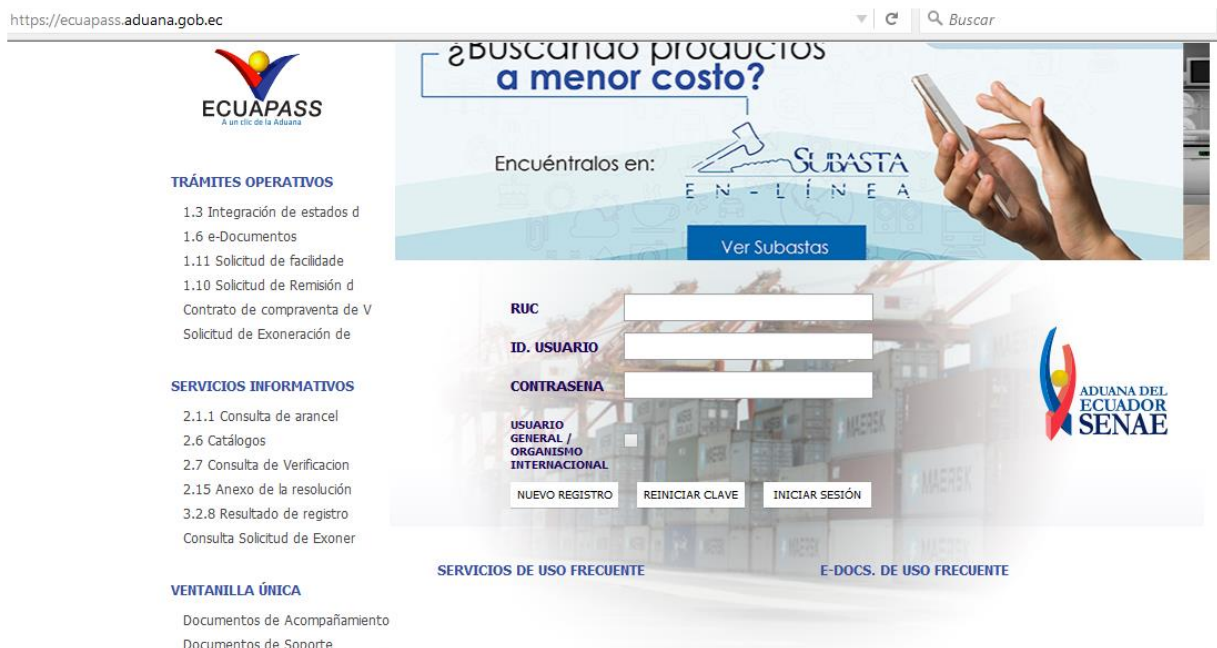 https://ecuapass.aduana.gob.ec
Buscar
ECUAPASS
A un clic de la Aduana
¿Buscando productos
a menor costo?
Encuéntralos en:
SUBASTA
EN-LÍNEA
Ver Subastas
TRÁMITES OPERATIVOS
1.3 Integración de estados d
1.6 e-Documentos
1.11 Solicitud de facilidade
1.10 Solicitud de Remisión d
Contrato de compraventa de V
Solicitud de Exoneración de
SERVICIOS INFORMATIVOS
2.1.1 Consulta de arancel
2.6 Catálogos
2.7 Consulta de Verificacion
2.15 Anexo de la resolución
3.2.8 Resultado de registro
Consulta Solicitud de Exoner
VENTANILLA ÚNICA
Documentos de Acompañamiento
Documentos de Soporte
RUC
ID. USUARIO
CONTRASENA
USUARIO
GENERAL /
ORGANISMO
INTERNACIONAL
NUEVO REGISTRO
REINICIAR CLAVE
INICIAR SESIÓN
ADUANA DEL
ECUADOR
SENAE
MAERSK
MAERSK
SERVICIOS DE USO FRECUENTE
E-DOCS. DE USO FRECUENTE